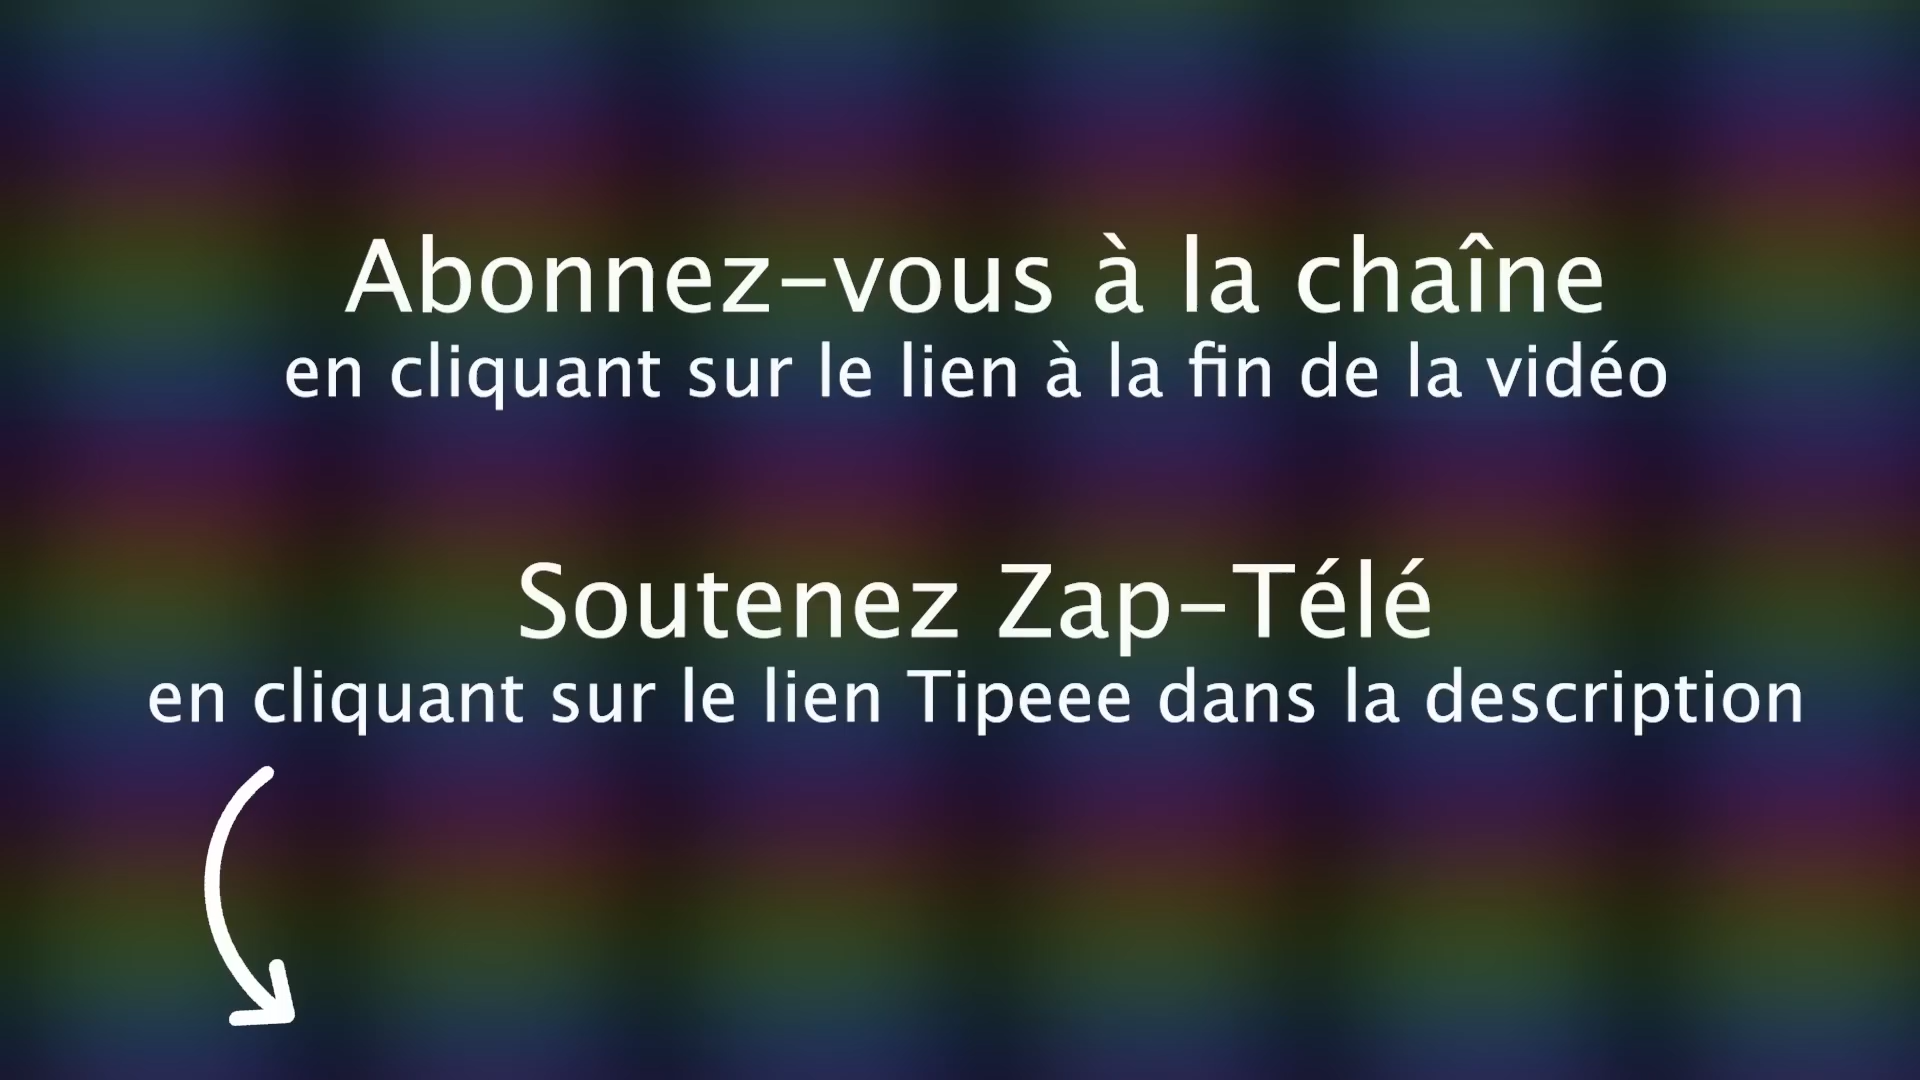 Abonnez-vous à la chaîne
en cliquant sur le lien à la fin de la vidéo
Soutenez Zap-Télé
en cliquant sur le lien Tipeee dans la description